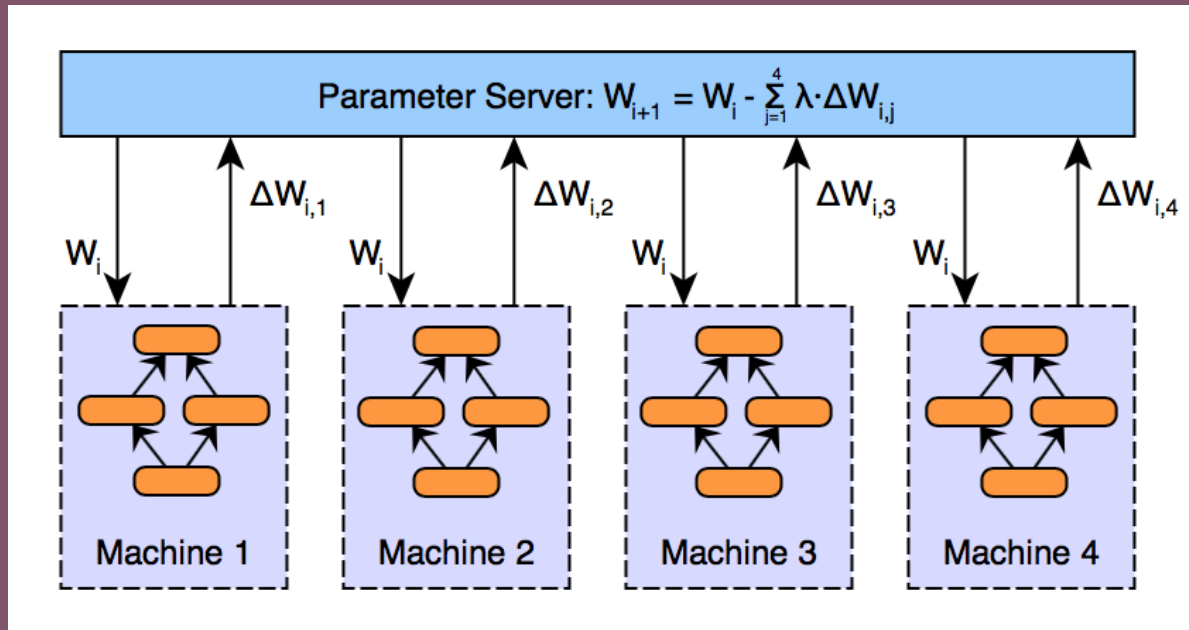 Parameter Server: W_{i+1} = W_i - \sum_{j=1}^{4} λ·ΔW_{i,j}
ΔW_{i,1}
ΔW_{i,2}
ΔW_{i,3}
ΔW_{i,4}
W_i
W_i
W_i
W_i
Machine 1
Machine 2
Machine 3
Machine 4